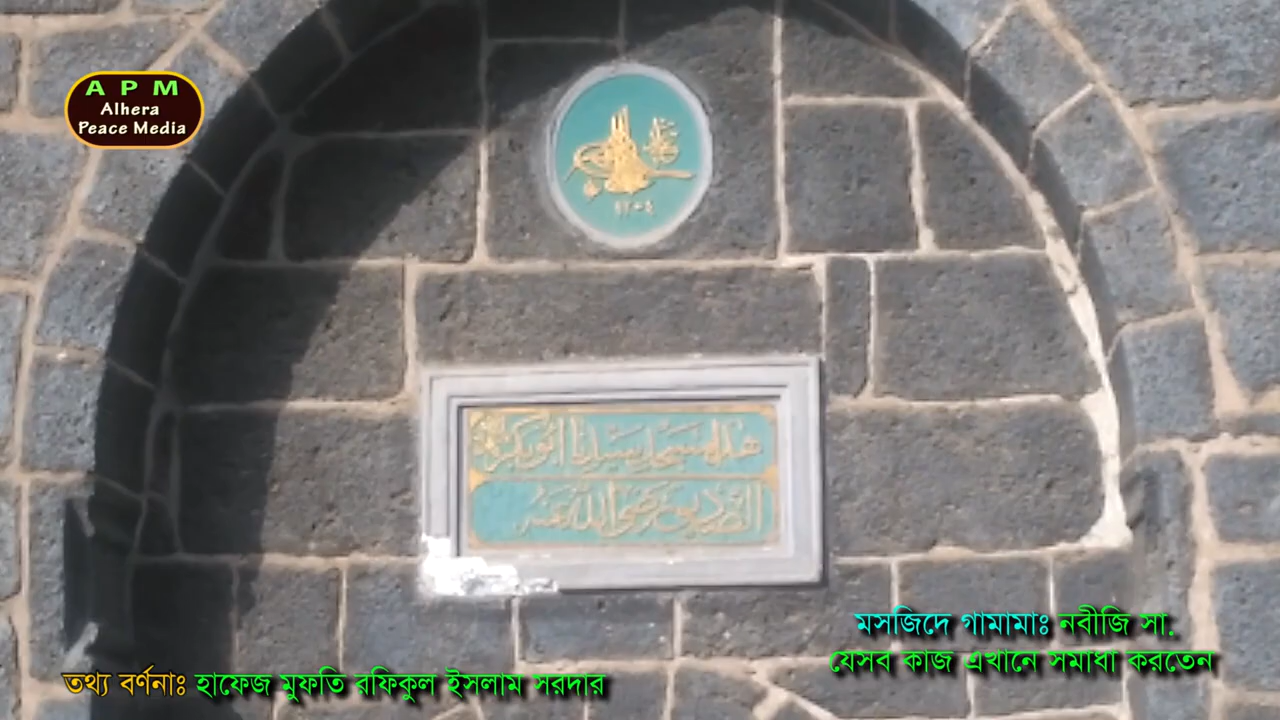 A P M
Alhera
Peace Media
هذا مسجد سيدنا ابو بكر
الصديق رضي الله عنه
মসজিদে গামামাঃ নবীজি সা.
যেসব কাজ এখানে সমাধা করতেন
তথ্য বর্ণনাঃ হাফেজ মুফতি রফিকুল ইসলাম সরদার